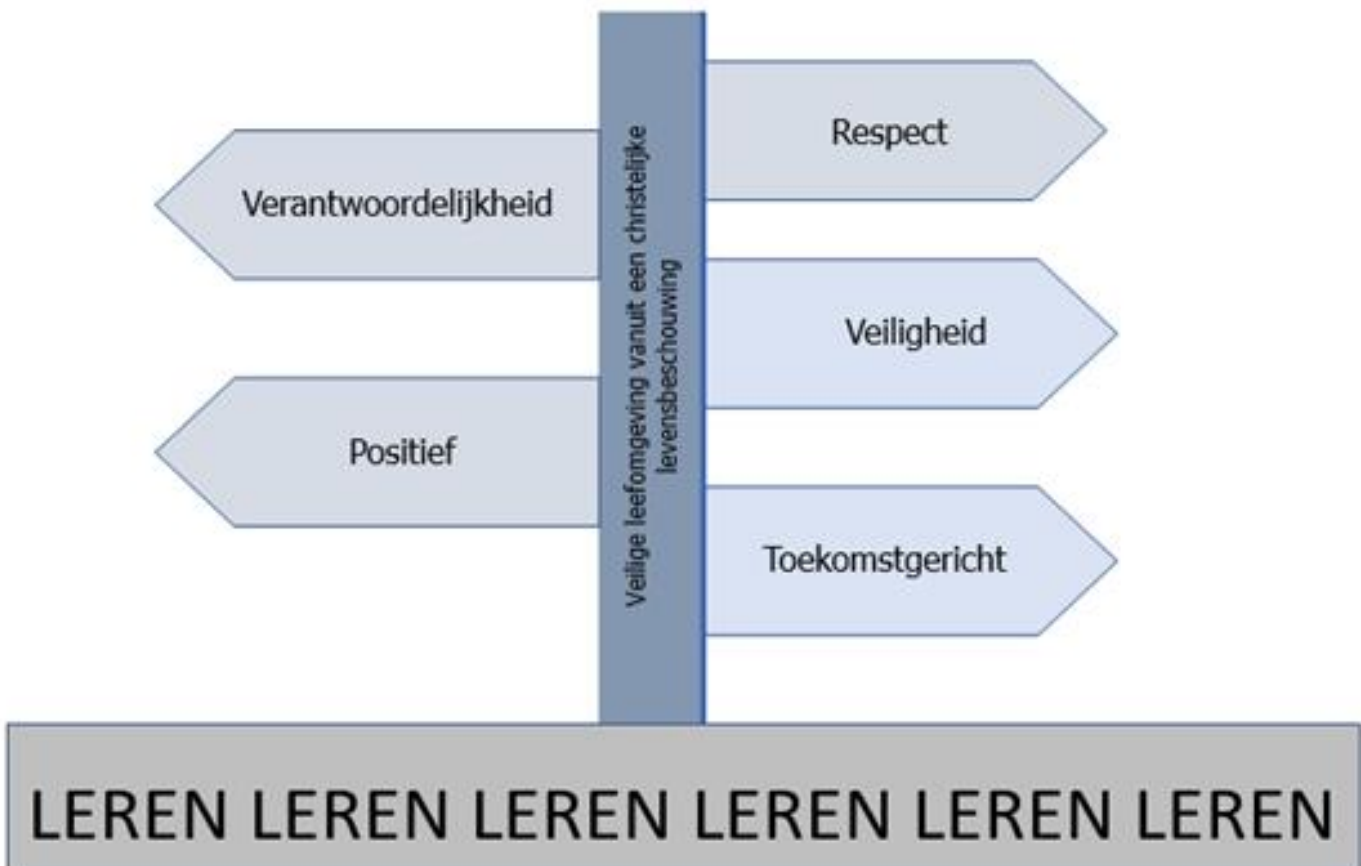 Respect
Verantwoordelijkheid
Veilige leefomgeving vanuit een christelijke
levensbeschouwing
Veiligheid
Positief
Toekomstgericht
LEREN LEREN LEREN LEREN LEREN LEREN